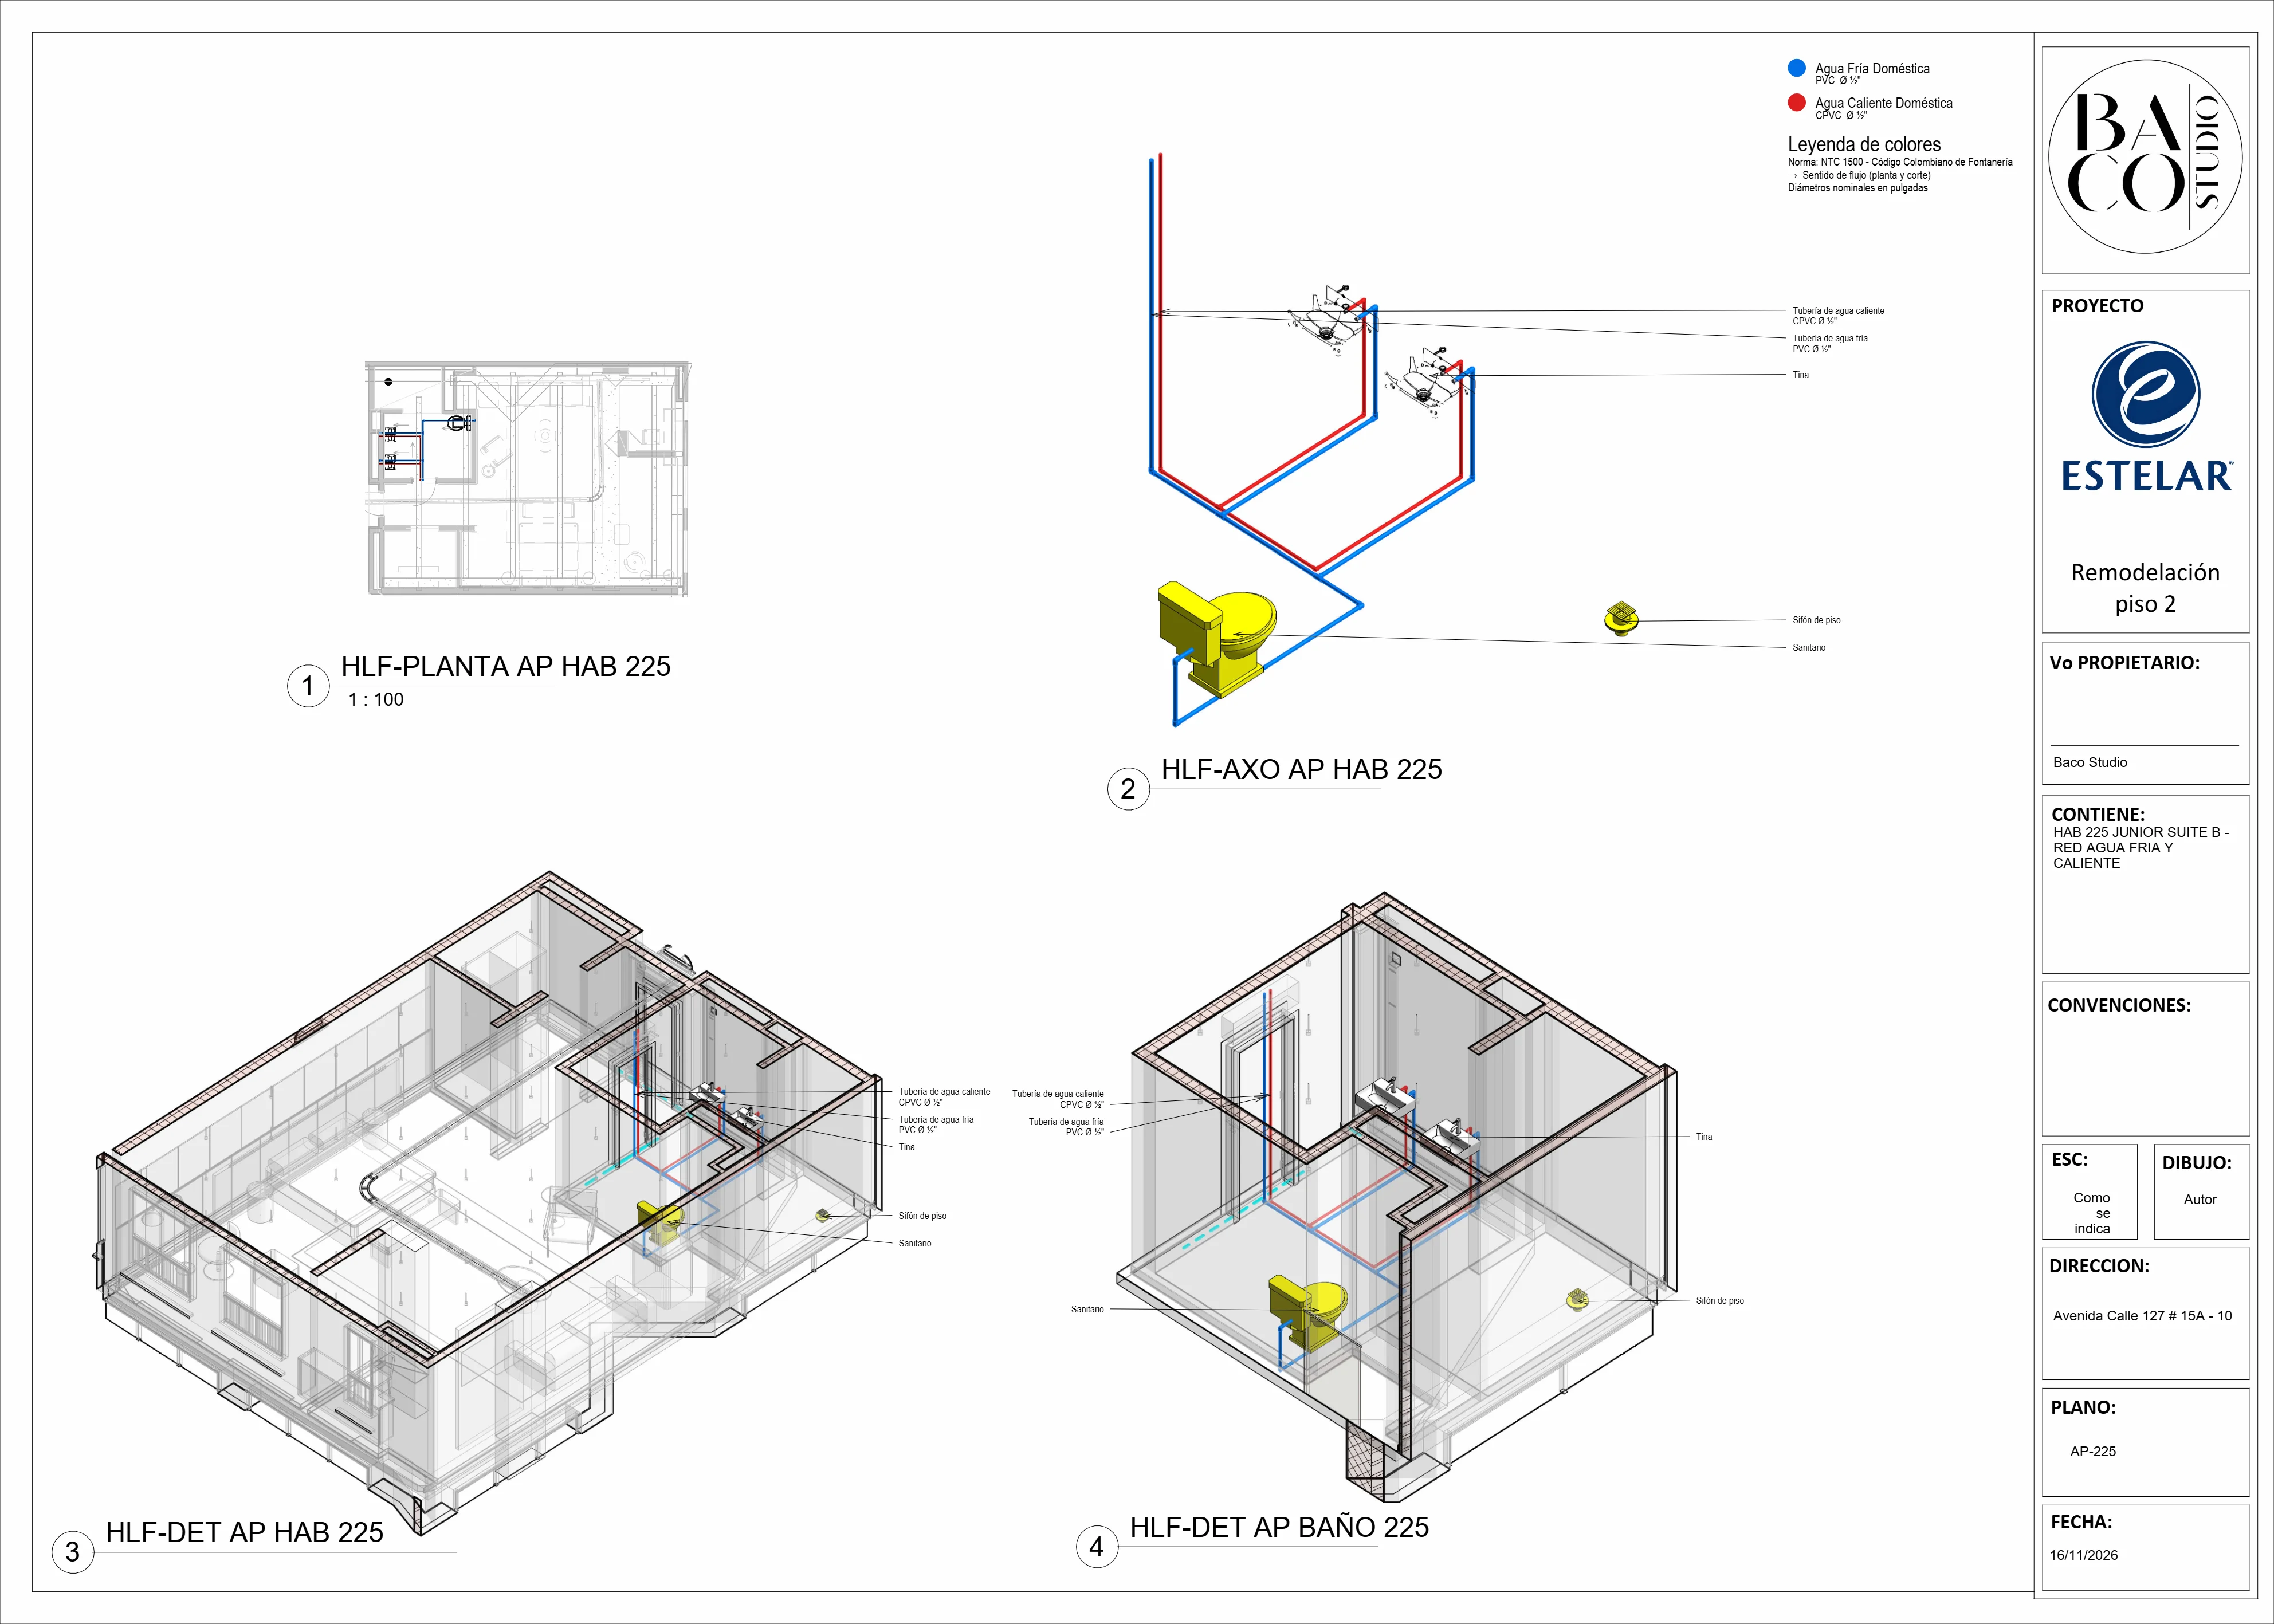 Agua Fría Doméstica
PVC Ø ½"
Agua Caliente Doméstica
CPVC Ø ½"
Leyenda de colores
Norma: NTC 1500 - Código Colombiano de Fontanería
→ Sentido de flujo (planta y corte)
Diámetros nominales en pulgadas
Tubería de agua caliente
CPVC Ø ½"
Tubería de agua fría
PVC Ø ½"
Tina
Sifón de piso
Sanitario
1
HLF-PLANTA AP HAB 225
1 : 100
2
HLF-AXO AP HAB 225
Tubería de agua caliente
CPVC Ø ½"
Tubería de agua fría
PVC Ø ½"
Tina
Sifón de piso
Sanitario
3
HLF-DET AP HAB 225
Tubería de agua caliente
CPVC Ø ½"
Tubería de agua fría
PVC Ø ½"
Sanitario
Tina
Sifón de piso
4
HLF-DET AP BAÑO 225
BA
CO
STUDIO
PROYECTO
ESTELAR®
Remodelación
piso 2
Vo PROPIETARIO:
Baco Studio
CONTIENE:
HAB 225 JUNIOR SUITE B -
RED AGUA FRIA Y
CALIENTE
CONVENCIONES:
ESC:
Como
se
indica
DIBUJO:
Autor
DIRECCION:
Avenida Calle 127 # 15A - 10
PLANO:
AP-225
FECHA:
16/11/2026